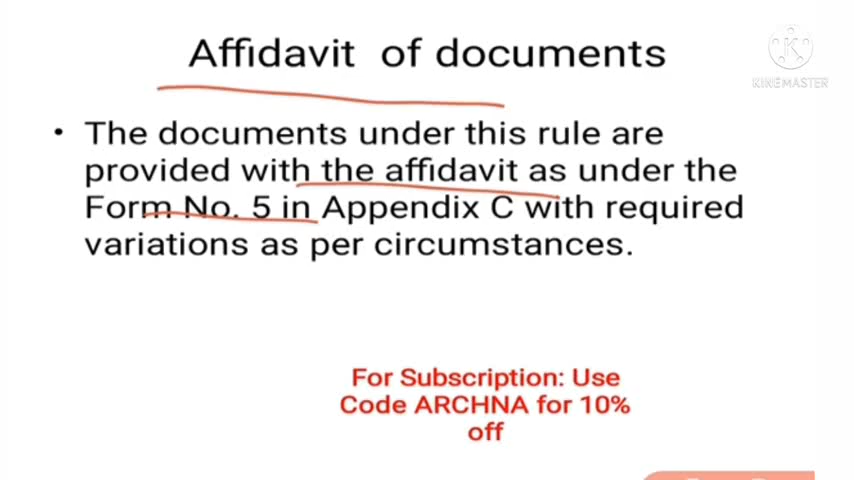 Affidavit of documents
KINEMASTER
• The documents under this rule are
provided with the affidavit as under the
Form No. 5 in Appendix C with required
variations as per circumstances.
For Subscription: Use
Code ARCHNA for 10%
off